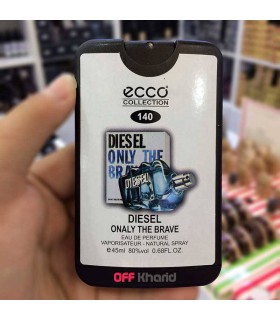 ecco
COLLECTION
140
DIESEL
ONLY THE
BRAVE
DIESEL
ONALY THE BRAVE
EAU DE PERFUME
VAPORISATEUR - NATURAL SPRAY
e45ml 80%vol 0.68FL.OZ.
OFF Kharid